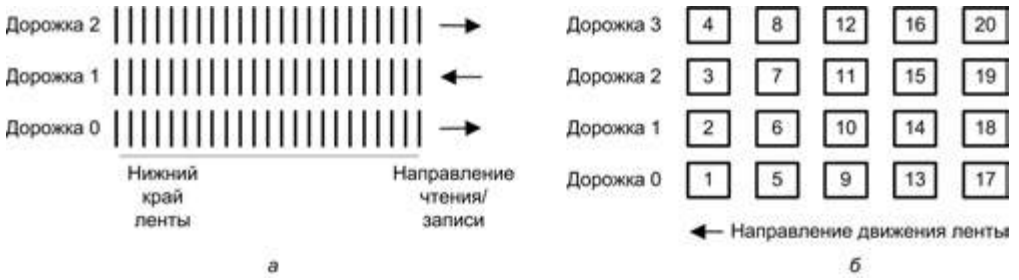 Дорожка 2
Дорожка 1
Дорожка 0
Нижний
край
ленты
Направление
чтения/
записи
а
Дорожка 3 4 8 12 16 20
Дорожка 2 3 7 11 15 19
Дорожка 1 2 6 10 14 18
Дорожка 0 1 5 9 13 17
Направление движения ленты
б